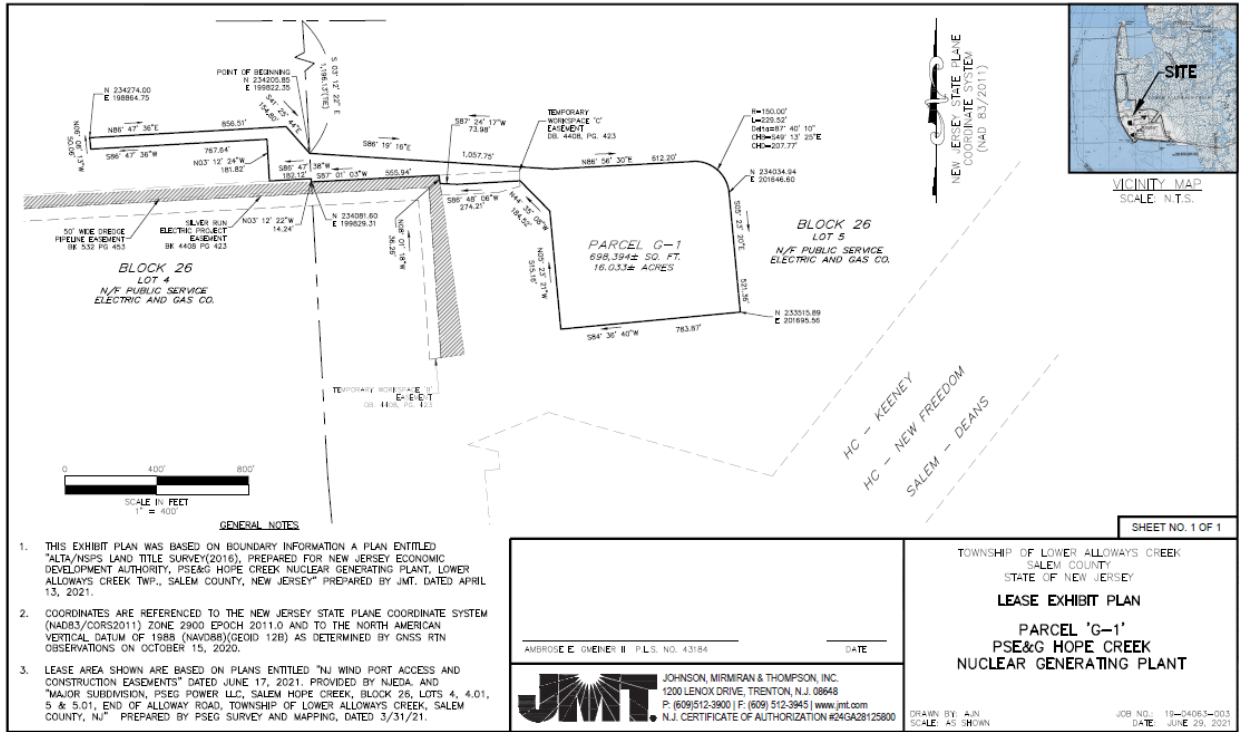 POINT OF BEGINNING
N 234205.85
E 199822.35
N 234274.00
E 198864.75
S41° 25' 44"E
154.80'
S 03° 12' 22" E
1,196.13'(TIE)
N86° 47' 36"E
856.51'
N06° 08' 13"W
50.06'
S86° 47' 36"W
767.64'
N03° 12' 24"W
181.82'
S86° 47' 38"W
182.12'
S87° 01' 03"W
555.94'
S86° 19' 16"E
1,057.75'
S87° 24' 17"W
73.98'
TEMPORARY
WORKSPACE 'C'
EASEMENT
DB. 4408, PG. 423
S86° 48' 06"W
274.21'
N44° 35' 08"W
184.52'
N86° 56' 30"E
612.20'
R=150.00'
L=229.52'
Delta=87° 40' 10"
CHB=S49° 13' 25"E
CHD=207.77'
N 234034.94
E 201646.60
S05° 23' 20"E
521.36'
N 233515.89
E 201695.56
S84° 36' 40"W
783.87'
N05° 23' 21"W
515.16'
PARCEL G-1
698,394± SQ. FT.
16.033± ACRES
BLOCK 26
LOT 5
N/F PUBLIC SERVICE
ELECTRIC AND GAS CO.
50' WIDE DREDGE
PIPELINE EASEMENT
BK 532 PG 453
SILVER RUN
ELECTRIC PROJECT
EASEMENT
BK 4408 PG 423
N03° 12' 22"W
14.24'
N 234081.60
E 199829.31
N08° 01' 18"W
36.26'
BLOCK 26
LOT 4
N/F PUBLIC SERVICE
ELECTRIC AND GAS CO.
TEMPORARY WORKSPACE 'B'
EASEMENT
DB. 4408, PG. 423
HC - KEENEY
HC - NEW FREEDOM
SALEM - DEANS
NEW JERSEY STATE PLANE
COORDINATE SYSTEM
(NAD 83/2011)
SITE
VICINITY MAP
SCALE: N.T.S.
0 400' 800'
SCALE IN FEET
1" = 400'
GENERAL NOTES
1. THIS EXHIBIT PLAN WAS BASED ON BOUNDARY INFORMATION A PLAN ENTITLED
"ALTA/NSPS LAND TITLE SURVEY(2016), PREPARED FOR NEW JERSEY ECONOMIC
DEVELOPMENT AUTHORITY, PSE&G HOPE CREEK NUCLEAR GENERATING PLANT, LOWER
ALLOWAYS CREEK TWP., SALEM COUNTY, NEW JERSEY" PREPARED BY JMT. DATED APRIL
13, 2021.
2. COORDINATES ARE REFERENCED TO THE NEW JERSEY STATE PLANE COORDINATE SYSTEM
(NAD83/CORS2011) ZONE 2900 EPOCH 2011.0 AND TO THE NORTH AMERICAN
VERTICAL DATUM OF 1988 (NAVD88)(GEOID 12B) AS DETERMINED BY GNSS RTN
OBSERVATIONS ON OCTOBER 15, 2020.
3. LEASE AREA SHOWN ARE BASED ON PLANS ENTITLED "NJ WIND PORT ACCESS AND
CONSTRUCTION EASEMENTS" DATED JUNE 17, 2021. PROVIDED BY NJEDA. AND
"MAJOR SUBDIVISION, PSEG POWER LLC, SALEM HOPE CREEK, BLOCK 26, LOTS 4, 4.01,
5 & 5.01, END OF ALLOWAY ROAD, TOWNSHIP OF LOWER ALLOWAYS CREEK, SALEM
COUNTY, NJ" PREPARED BY PSEG SURVEY AND MAPPING, DATED 3/31/21.
AMBROSE E. GMEINER II P.L.S. NO. 43184 DATE
JMT.
JOHNSON, MIRMIRAN & THOMPSON, INC.
1200 LENOX DRIVE, TRENTON, N.J. 08648
P: (609)512-3900 | F: (609) 512-3945 | www.jmt.com
N.J. CERTIFICATE OF AUTHORIZATION #24GA28125800
SHEET NO. 1 OF 1
TOWNSHIP OF LOWER ALLOWAYS CREEK
SALEM COUNTY
STATE OF NEW JERSEY
LEASE EXHIBIT PLAN
PARCEL 'G-1'
PSE&G HOPE CREEK
NUCLEAR GENERATING PLANT
DRAWN BY: AJN
SCALE: AS SHOWN
JOB NO.: 19-04063-003
DATE: JUNE 29, 2021